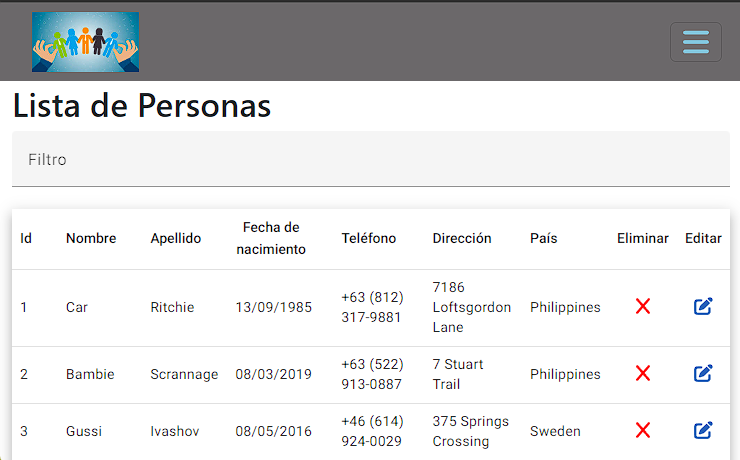 Lista de Personas
Filtro
Id Nombre Apellido Fecha de nacimiento Teléfono Dirección País Eliminar Editar
1 Car Ritchie 13/09/1985 +63 (812) 317-9881 7186 Loftsgordon Lane Philippines
2 Bambie Scrannage 08/03/2019 +63 (522) 913-0887 7 Stuart Trail Philippines
3 Gussi Ivashov 08/05/2016 +46 (614) 924-0029 375 Springs Crossing Sweden